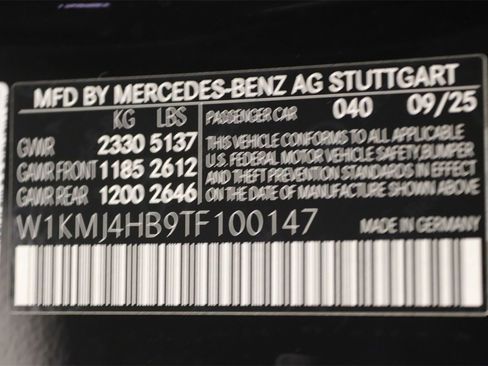 MFD BY MERCEDES-BENZ AG STUTTGART
KG LBS PASSENGER CAR 040 09/25
GVWR 2330 5137
GAWR FRONT 1185 2612
GAWR REAR 1200 2646
THIS VEHICLE CONFORMS TO ALL APPLICABLE
U.S. FEDERAL MOTOR VEHICLE SAFETY, BUMPER
AND THEFT PREVENTION STANDARDS IN EFFECT
ON THE DATE OF MANUFACTURE SHOWN ABOVE
W1KMJ4HB9TF100147 MADE IN GERMANY